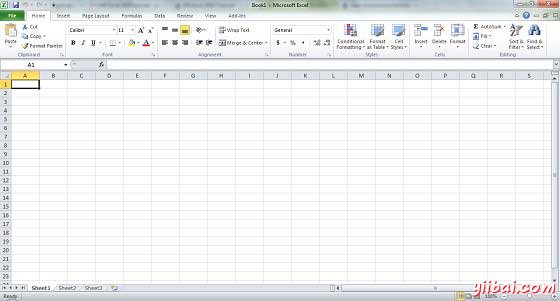 Book1 - Microsoft Excel
File Home Insert Page Layout Formulas Data Review View Add-Ins
Cut
Copy
Format Painter
Paste
Clipboard
Calibri 11
B I U
Font
Wrap Text
Merge & Center
Alignment
General
$ % ,
Number
Conditional Formatting
Format as Table
Cell Styles
Styles
Insert Delete Format
Cells
AutoSum
Fill
Clear
Sort & Filter
Find & Select
Editing
A1 fx
A B C D E F G H I J K L M N O P Q R S
1
2
3
4
5
6
7
8
9
10
11
12
13
14
15
16
17
18
19
20
21
22
23
Sheet1 Sheet2 Sheet3
Ready 100%
yiibai.com